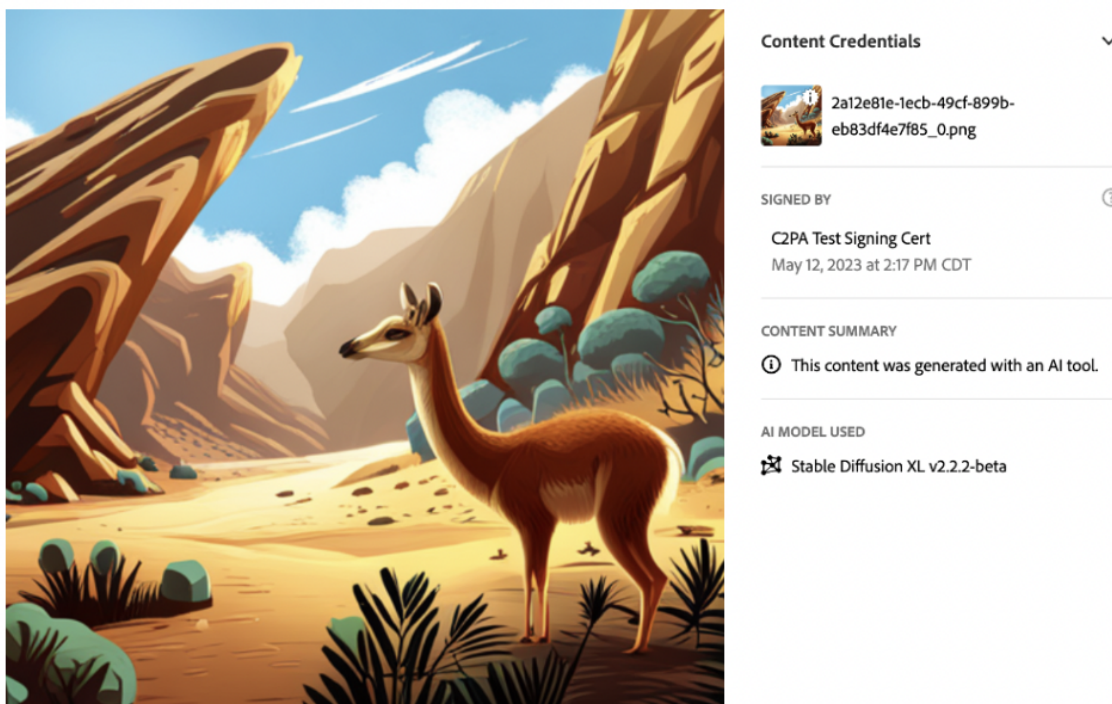 Content Credentials
2a12e81e-1ecb-49cf-899b-
eb83df4e7f85_0.png
SIGNED BY
C2PA Test Signing Cert
May 12, 2023 at 2:17 PM CDT
CONTENT SUMMARY
This content was generated with an AI tool.
AI MODEL USED
Stable Diffusion XL v2.2.2-beta